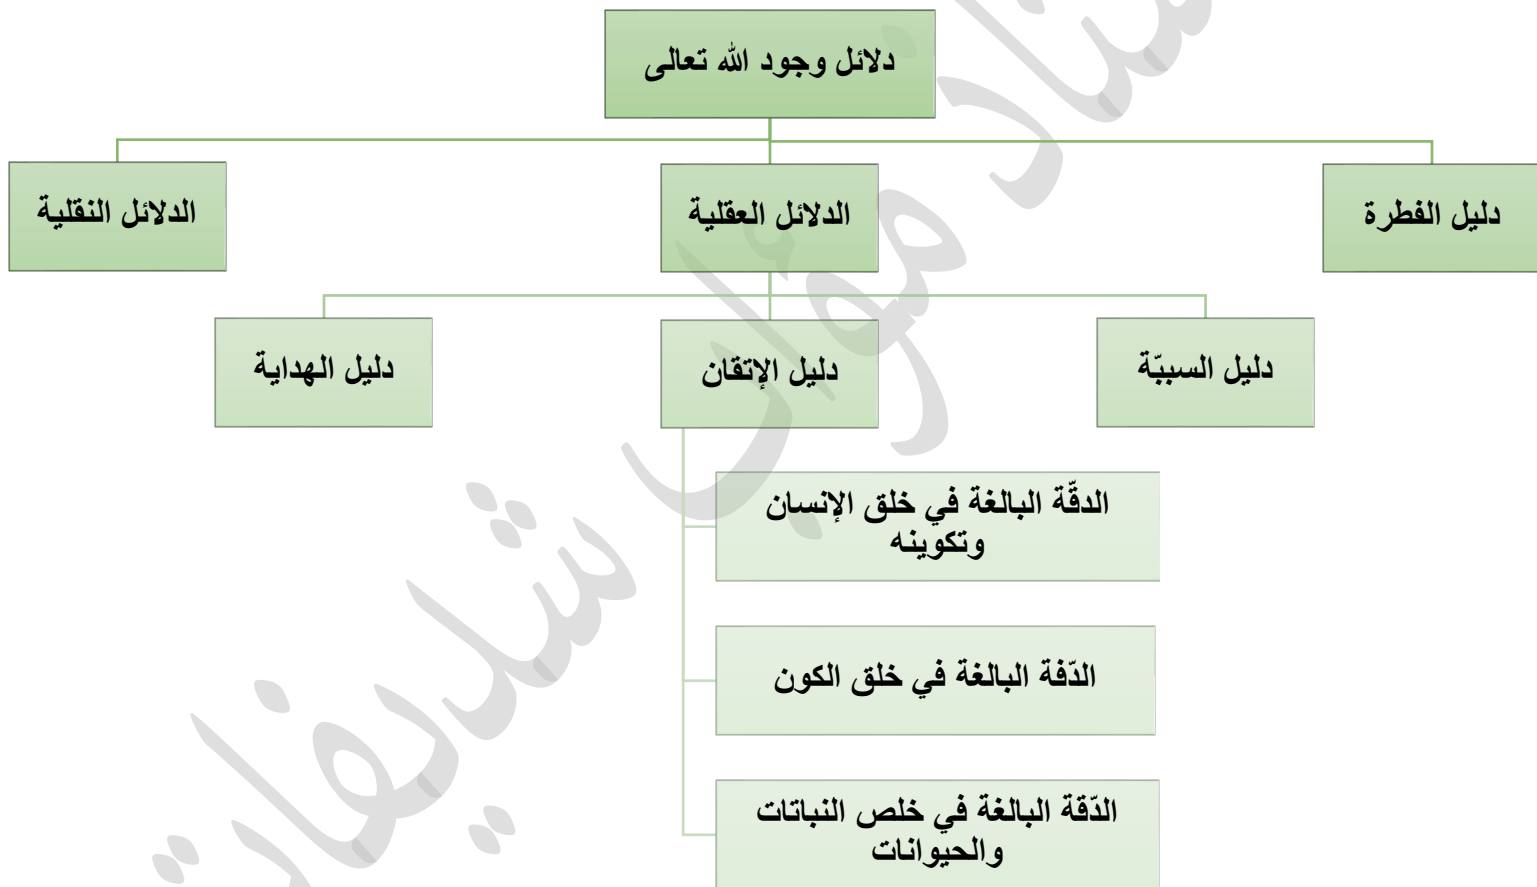 دلائل وجود الله تعالى
دليل الفطرة
الدلائل العقلية
الدلائل النقلية
دليل السببيّة
دليل الإتقان
دليل الهداية
الدقّة البالغة في خلق الإنسان
وتكوينه
الدّفة البالغة في خلق الكون
الدّقة البالغة في خلص النباتات
والحيوانات